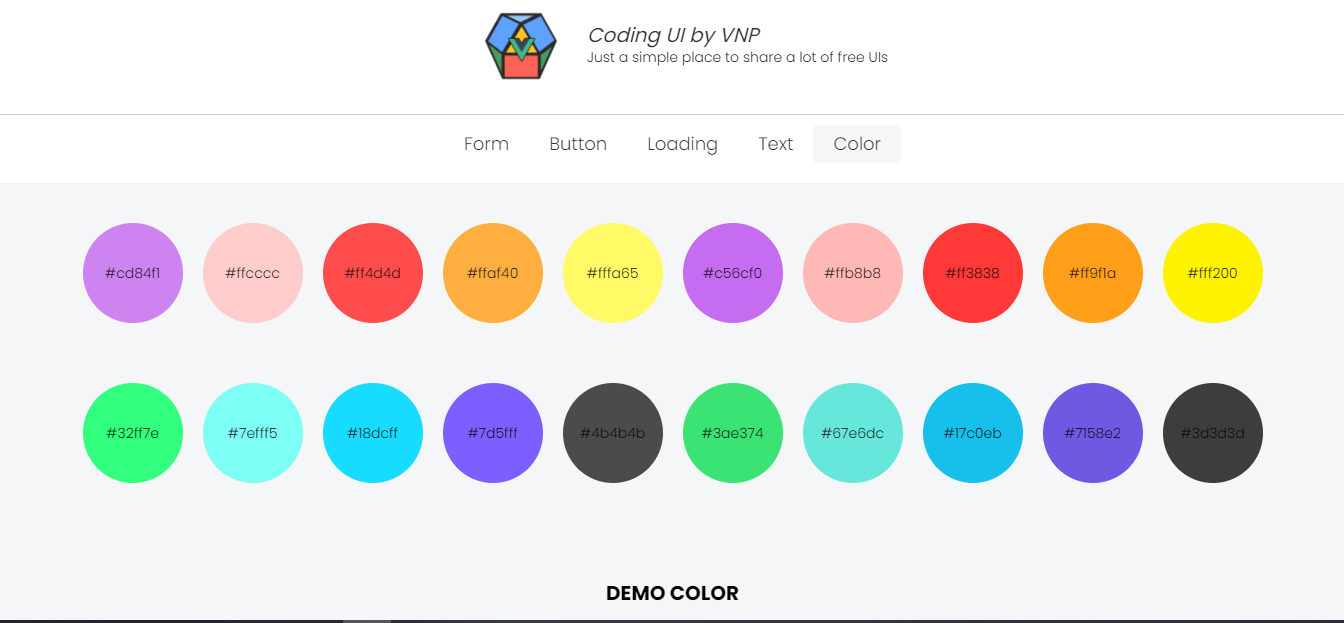 Coding UI by VNP
Just a simple place to share a lot of free UIs
Form Button Loading Text Color
#cd84f1 #ffcccc #ff4d4d #ffaf40 #fffa65 #c56cf0 #ffb8b8 #ff3838 #ff9f1a #fff200
#32ff7e #7efff5 #18dcff #7d5fff #4b4b4b #3ae374 #67e6dc #17c0eb #7158e2 #3d3d3d
DEMO COLOR